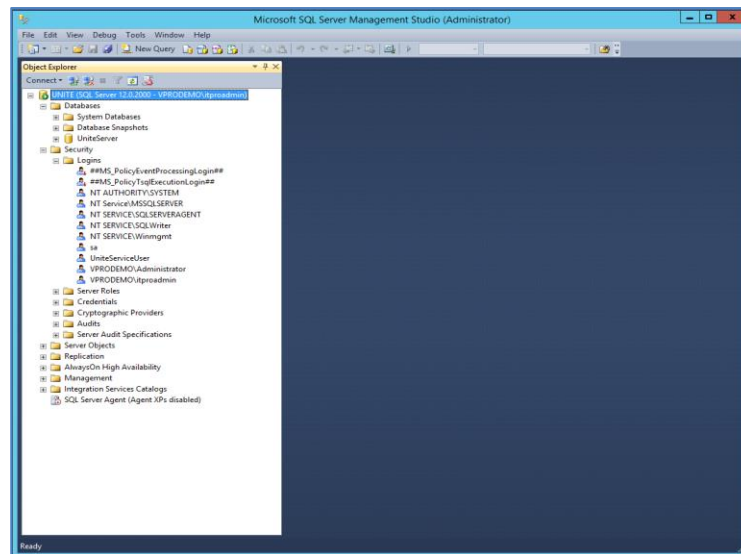 Microsoft SQL Server Management Studio (Administrator)
File Edit View Debug Tools Window Help
New Query
Object Explorer
Connect
UNITE (SQL Server 12.0.2000 - VPRODEMO\itproadmin)
Databases
System Databases
Database Snapshots
UniteServer
Security
Logins
##MS_PolicyEventProcessingLogin##
##MS_PolicyTsqlExecutionLogin##
NT AUTHORITY\SYSTEM
NT Service\MSSQLSERVER
NT SERVICE\SQLSERVERAGENT
NT SERVICE\SQLWriter
NT SERVICE\Winmgmt
sa
UniteServiceUser
VPRODEMO\Administrator
VPRODEMO\itproadmin
Server Roles
Credentials
Cryptographic Providers
Audits
Server Audit Specifications
Server Objects
Replication
AlwaysOn High Availability
Management
Integration Services Catalogs
SQL Server Agent (Agent XPs disabled)
Ready